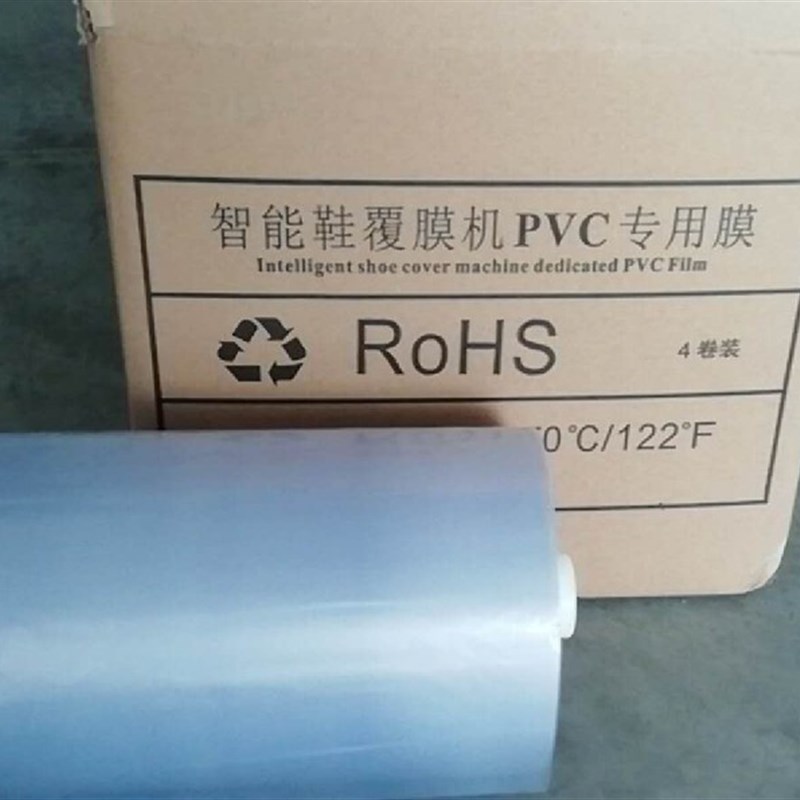 智能鞋覆膜机PVC专用膜
Intelligent shoe cover machine dedicated PVC Film
RoHS
4卷装
0°C/122°F